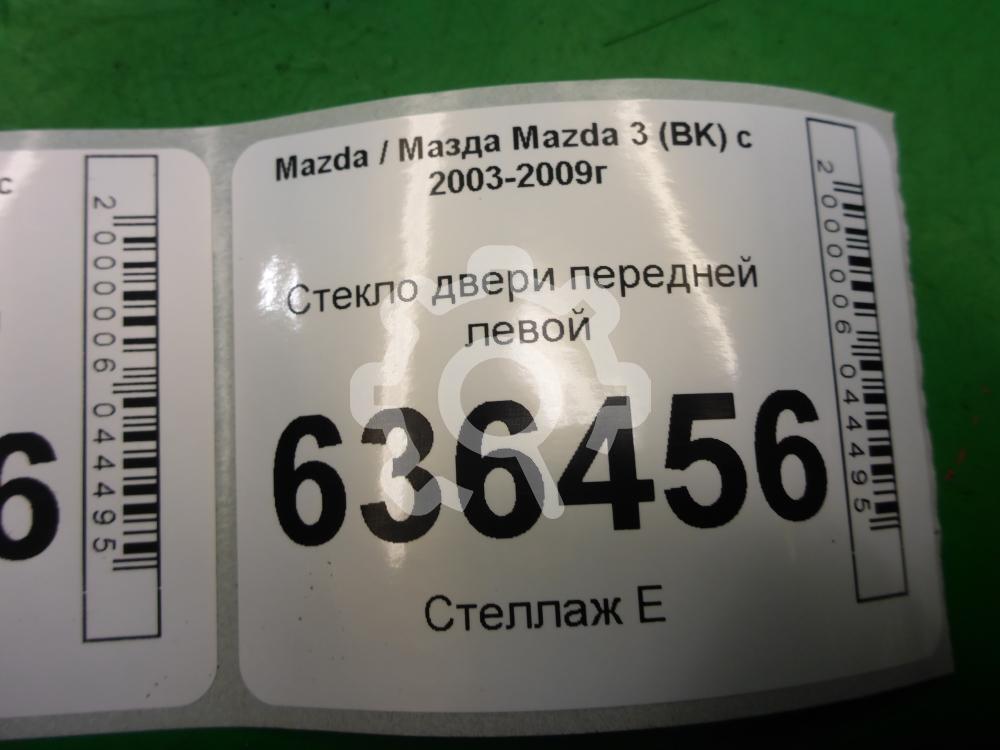 Mazda / Мазда Mazda 3 (BK) с
2003-2009г
Стекло двери передней
левой
636456
Стеллаж Е
2000006044495
с
6
2000006044495